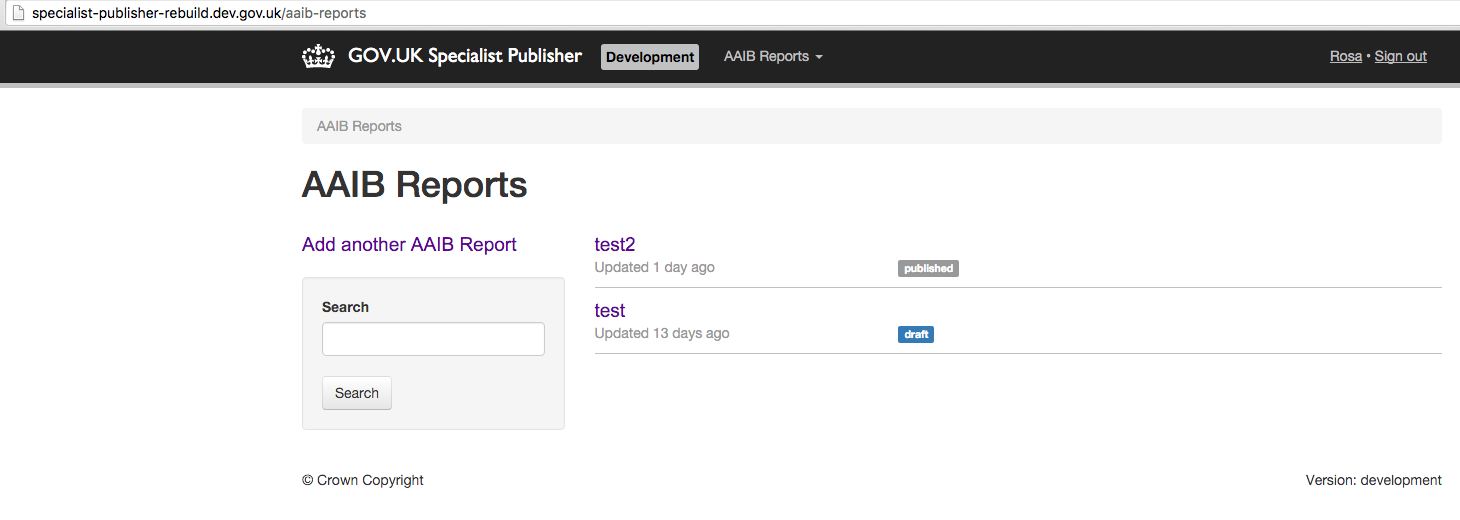 specialist-publisher-rebuild.dev.gov.uk/aaib-reports
GOV.UK Specialist Publisher Development AAIB Reports Rosa • Sign out
AAIB Reports
AAIB Reports
Add another AAIB Report
Search
Search
test2
Updated 1 day ago published
test
Updated 13 days ago draft
© Crown Copyright Version: development